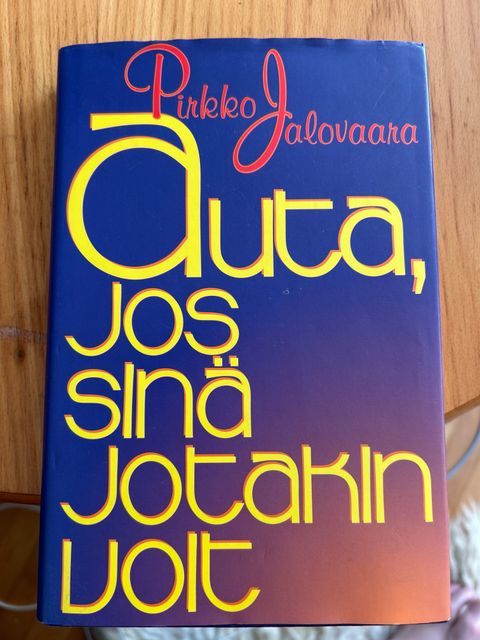 Pirkko Jalovaara
Auta,
jos
sinä
jotakin
voit